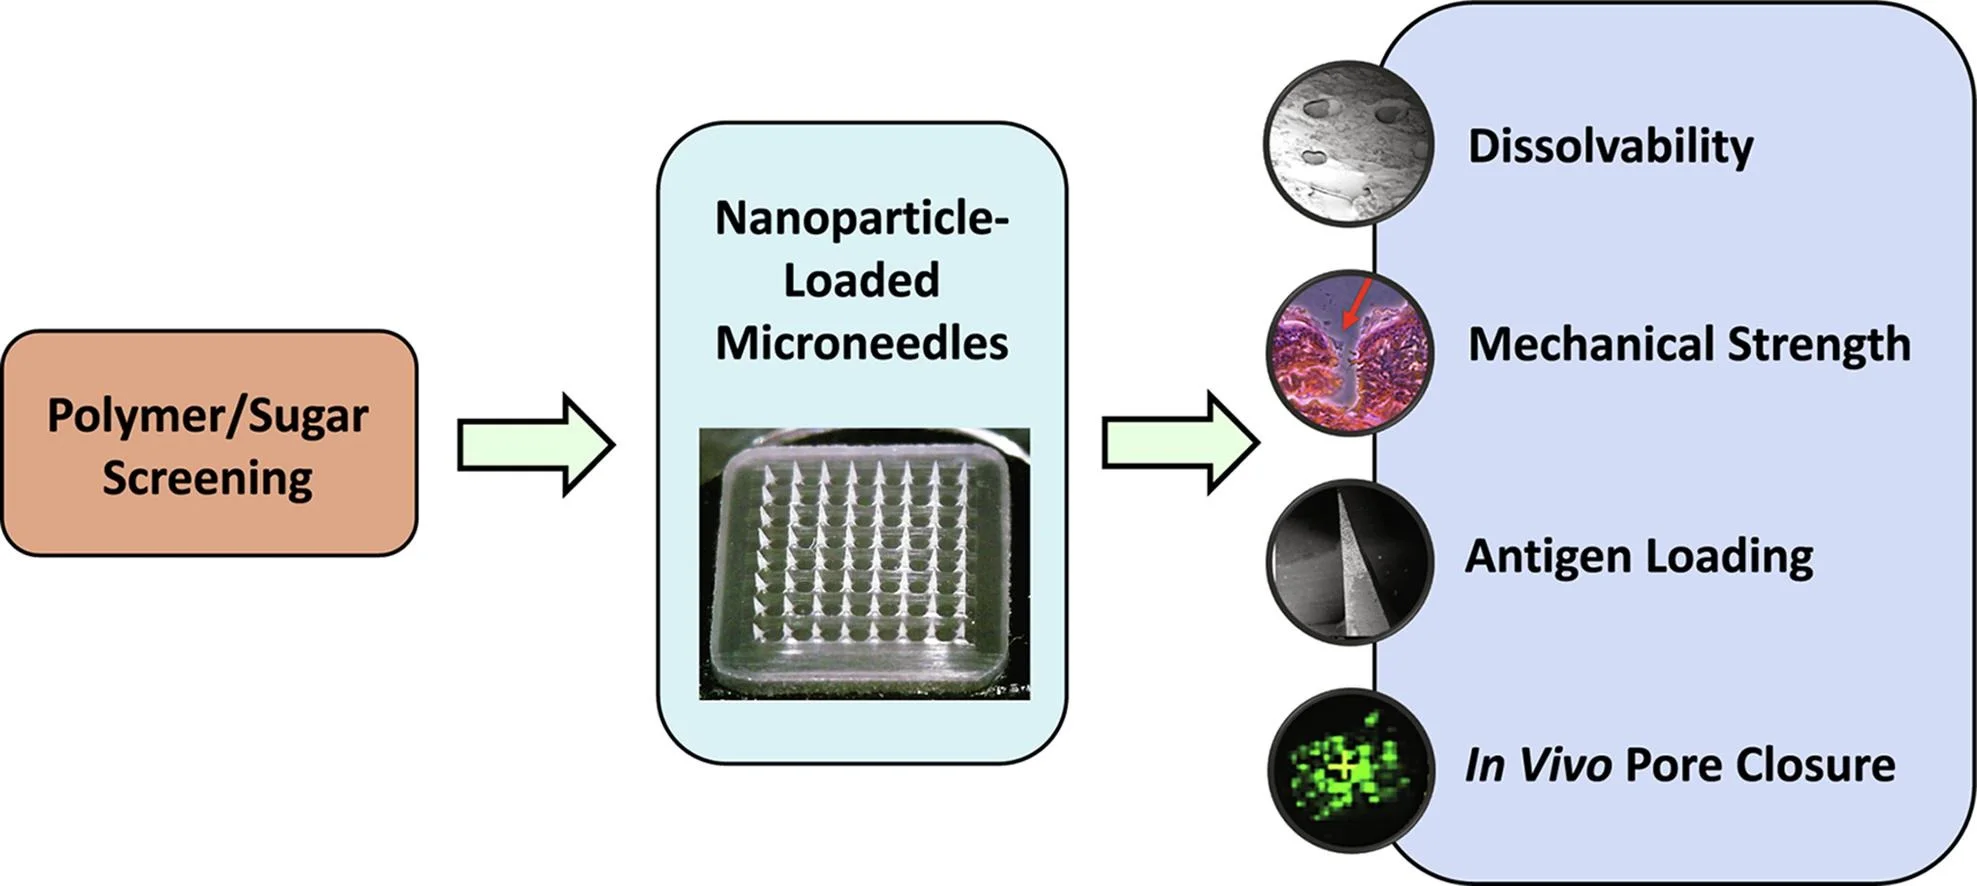 Polymer/Sugar
Screening
Nanoparticle-
Loaded
Microneedles
Dissolvability
Mechanical Strength
Antigen Loading
In Vivo Pore Closure